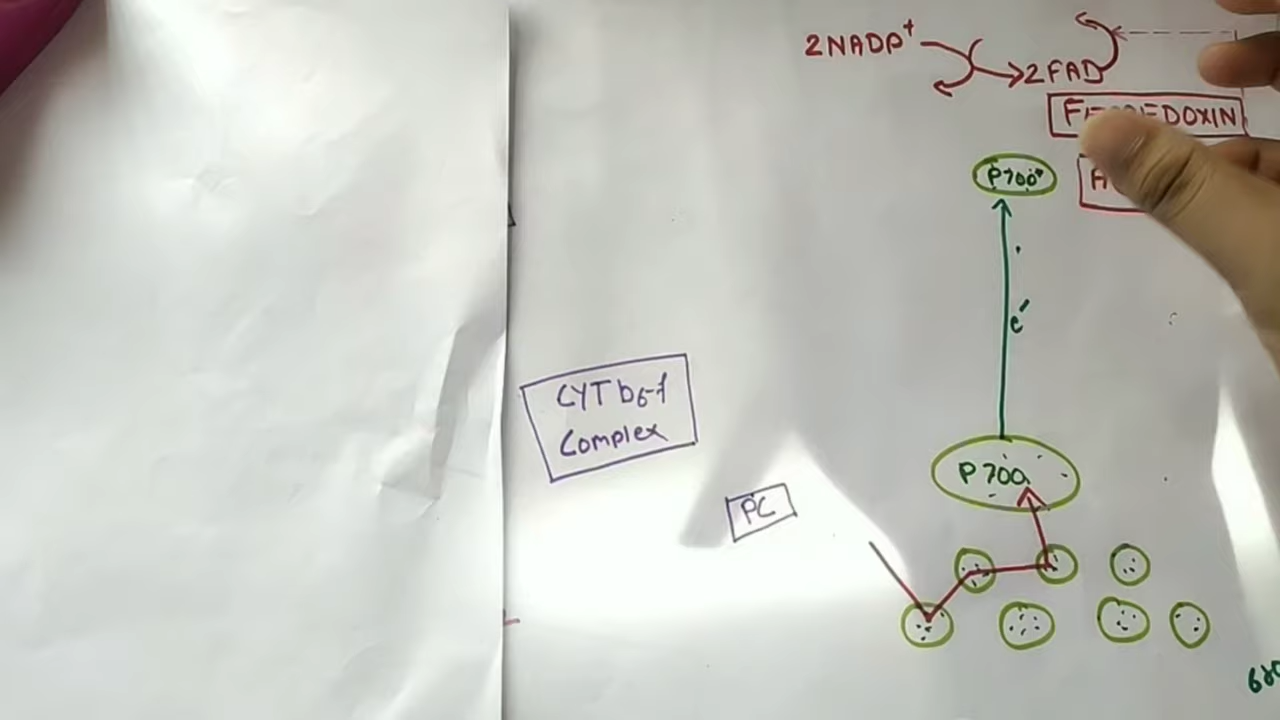 2NADP+
2FAD
P700*
CYT b6-f
Complex
P700
PC